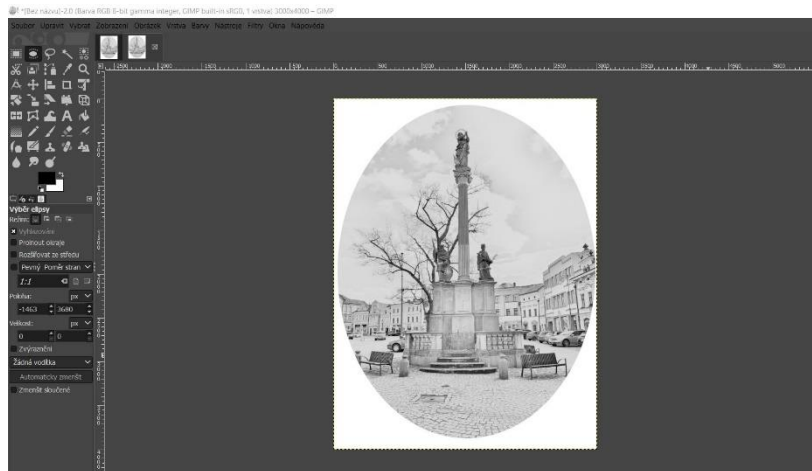 *[Bez názvu]-2.0 (Barva RGB 8-bit gamma integer, GIMP built-in sRGB, 1 vrstva) 3000x4000 – GIMP
Soubor Upravit Vybrat Zobrazení Obrázek Vrstva Barvy Nástroje Filtry Okna Nápověda
Výběr elipsy
Režim:
Vyhlazování
Prolnout okraje
Rozšiřovat ze středu
Pevný Poměr stran
1:1
Poloha: px
-1463 3680
Velikost: px
0 0
Zvýraznění
Žádná vodítka
Automaticky zmenšit
Zmenšit sloučené